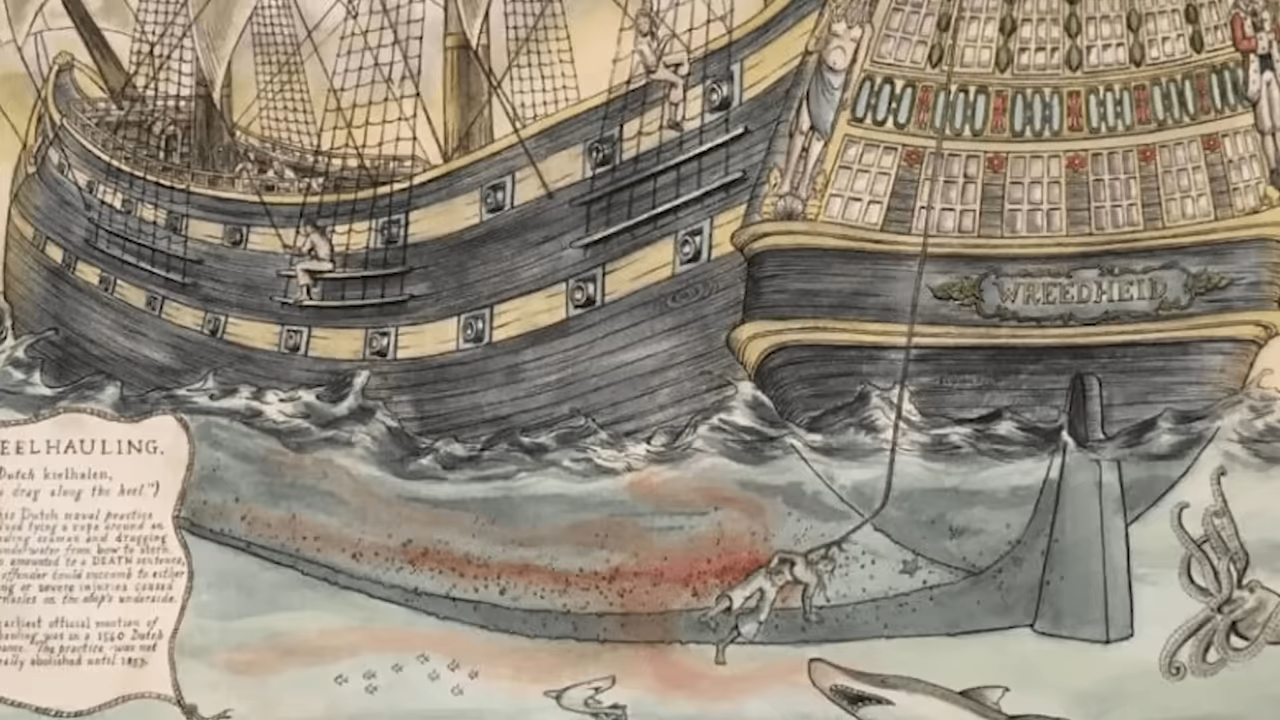 EELHAULING.
Dutch kielhalen,
drag along the keel.")
his Dutch naval practice
tying a rope around an
seaman and dragging
underwater from bow to stern.
amounted to a DEATH sentence,
offender could succumb to either
or severe injuries caused
on the ship's underside.
earliest official mention of
hauling was in a 1560 Dutch
The practice was not
abolished until 1853.
WREEDHEID